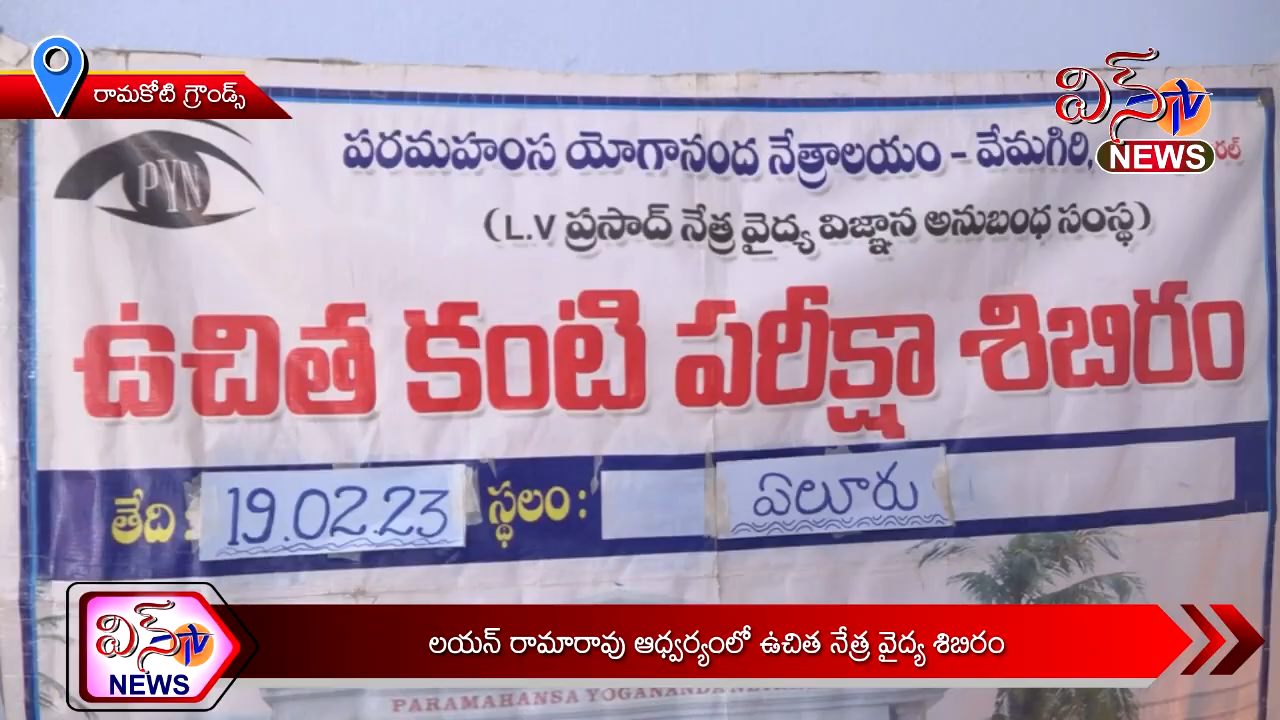 రామకోటి గ్రౌండ్స్
విన్ TV
NEWS
PYN
పరమహంస యోగానంద నేత్రాలయం - వేమగిరి,
(L.V ప్రసాద్ నేత్ర వైద్య విజ్ఞాన అనుబంధ సంస్థ)
ఉచిత కంటి పరీక్షా శిబిరం
తేది : 19.02.23 స్థలం : ఏలూరు
విన్ TV
NEWS
లయన్ రామారావు ఆధ్వర్యంలో ఉచిత నేత్ర వైద్య శిబిరం
PARAMAHANSA YOGANANDA